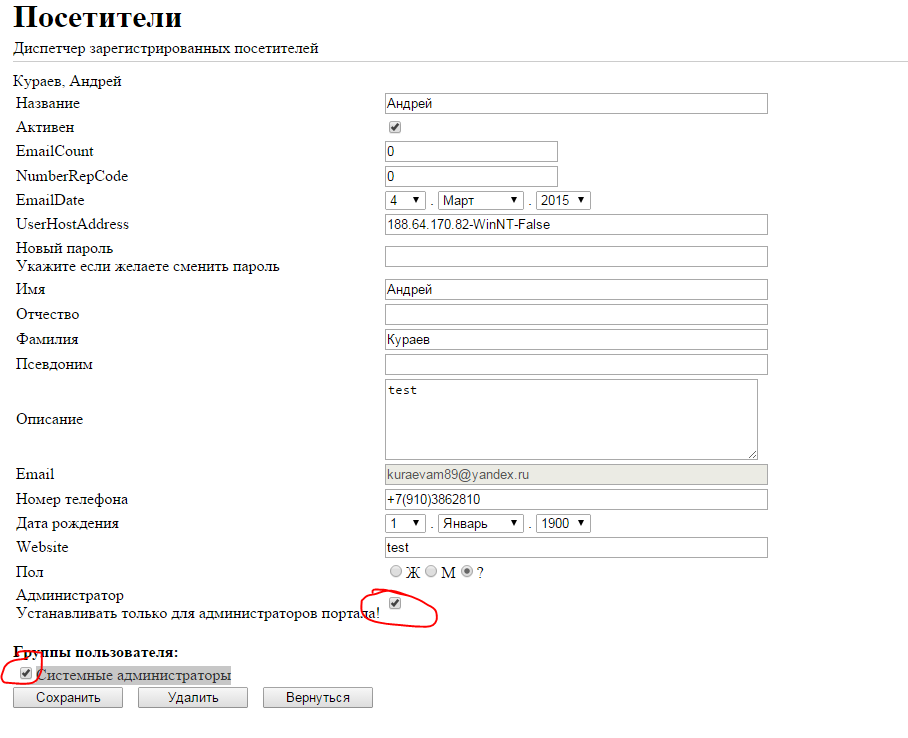 Посетители
Диспетчер зарегистрированных посетителей
Кураев, Андрей
Название Андрей
Активен
EmailCount 0
NumberRepCode 0
EmailDate 4 . Март . 2015
UserHostAddress 188.64.170.82-WinNT-False
Новый пароль
Укажите если желаете сменить пароль
Имя Андрей
Отчество
Фамилия Кураев
Псевдоним
test
Описание
Email kuraevam89@yandex.ru
Номер телефона +7(910)3862810
Дата рождения 1 . Январь . 1900
Website test
Пол Ж М ?
Администратор
Устанавливать только для администраторов портала!
Группы пользователя:
Системные администраторы
Сохранить Удалить Вернуться